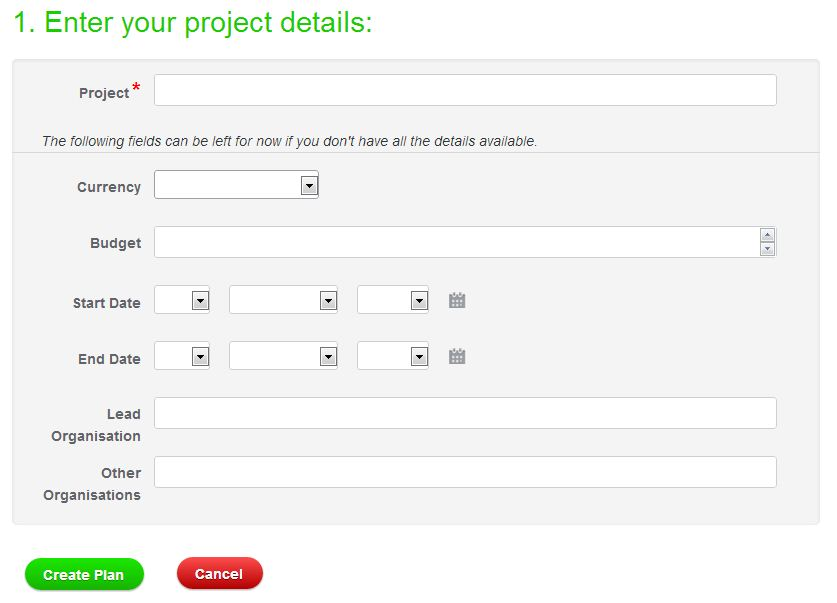 1. Enter your project details:
Project*
The following fields can be left for now if you don't have all the details available.
Currency
Budget
Start Date
End Date
Lead
Organisation
Other
Organisations
Create Plan
Cancel